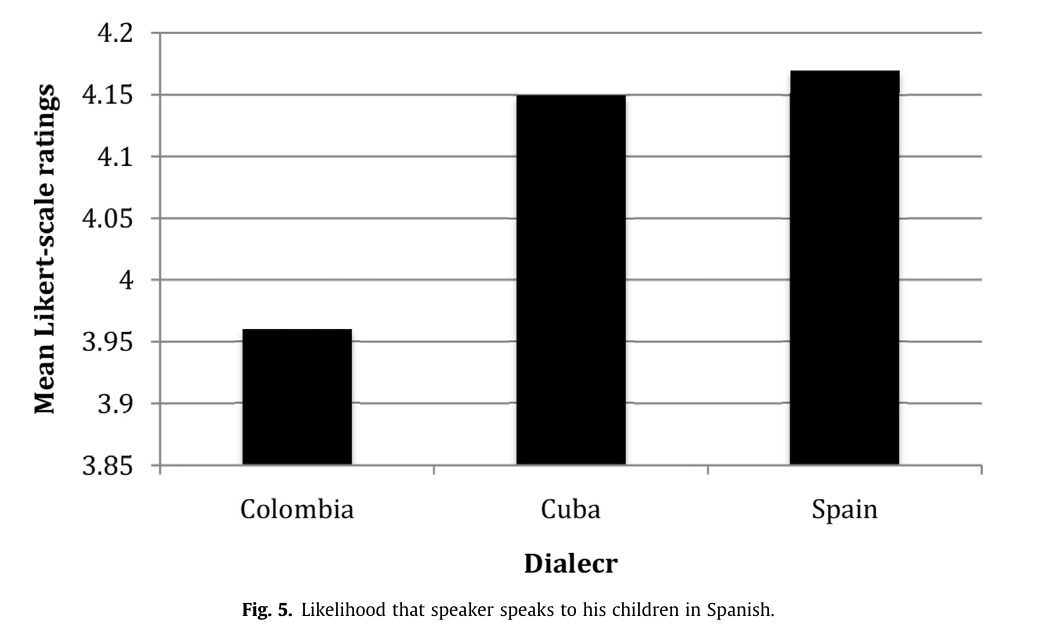 4.2
4.15
4.1
4.05
4
3.95
3.9
3.85
Mean Likert-scale ratings
Colombia Cuba Spain
Dialecr
Fig. 5. Likelihood that speaker speaks to his children in Spanish.